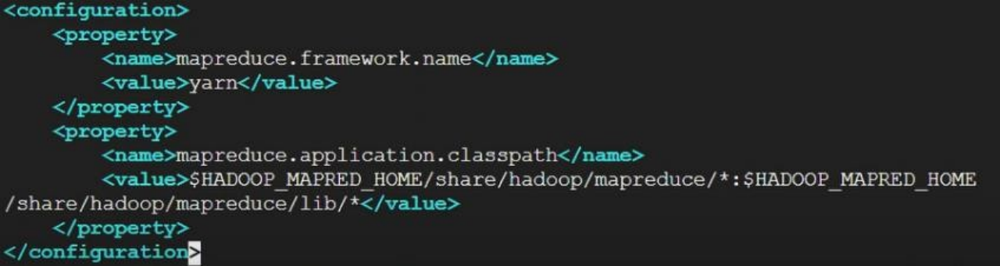 <configuration>
    <property>
        <name>mapreduce.framework.name</name>
        <value>yarn</value>
    </property>
    <property>
        <name>mapreduce.application.classpath</name>
        <value>$HADOOP_MAPRED_HOME/share/hadoop/mapreduce/*:$HADOOP_MAPRED_HOME
/share/hadoop/mapreduce/lib/*</value>
    </property>
</configuration>